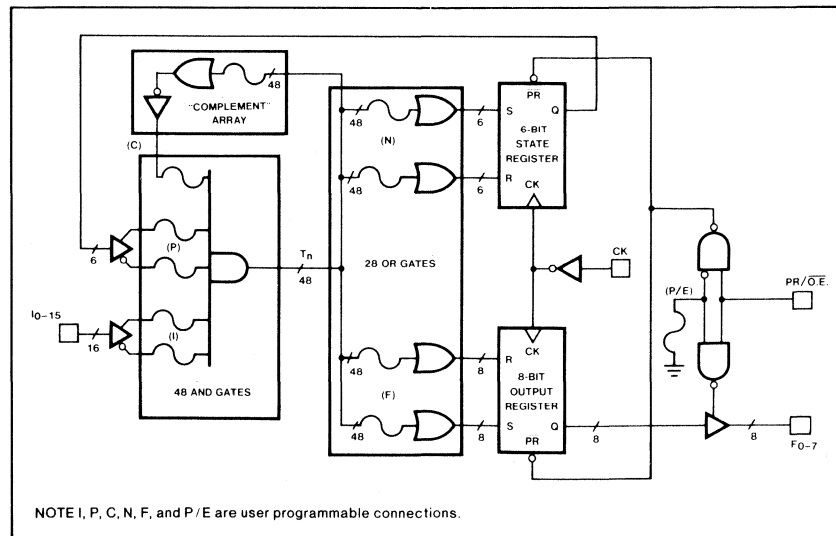 48
"COMPLEMENT"
ARRAY
(C)
PR
S
Q
6-BIT
STATE
REGISTER
R
CK
48
(N)
6
48
6
(P)
6
Tn
48
28 OR GATES
CK
(P/E)
PR/O.E.
I0-15
16
(I)
48 AND GATES
48
(F)
8
48
8
CK
R
8-BIT
OUTPUT
REGISTER
S
Q
PR
8
8
F0-7
NOTE I, P, C, N, F, and P/E are user programmable connections.